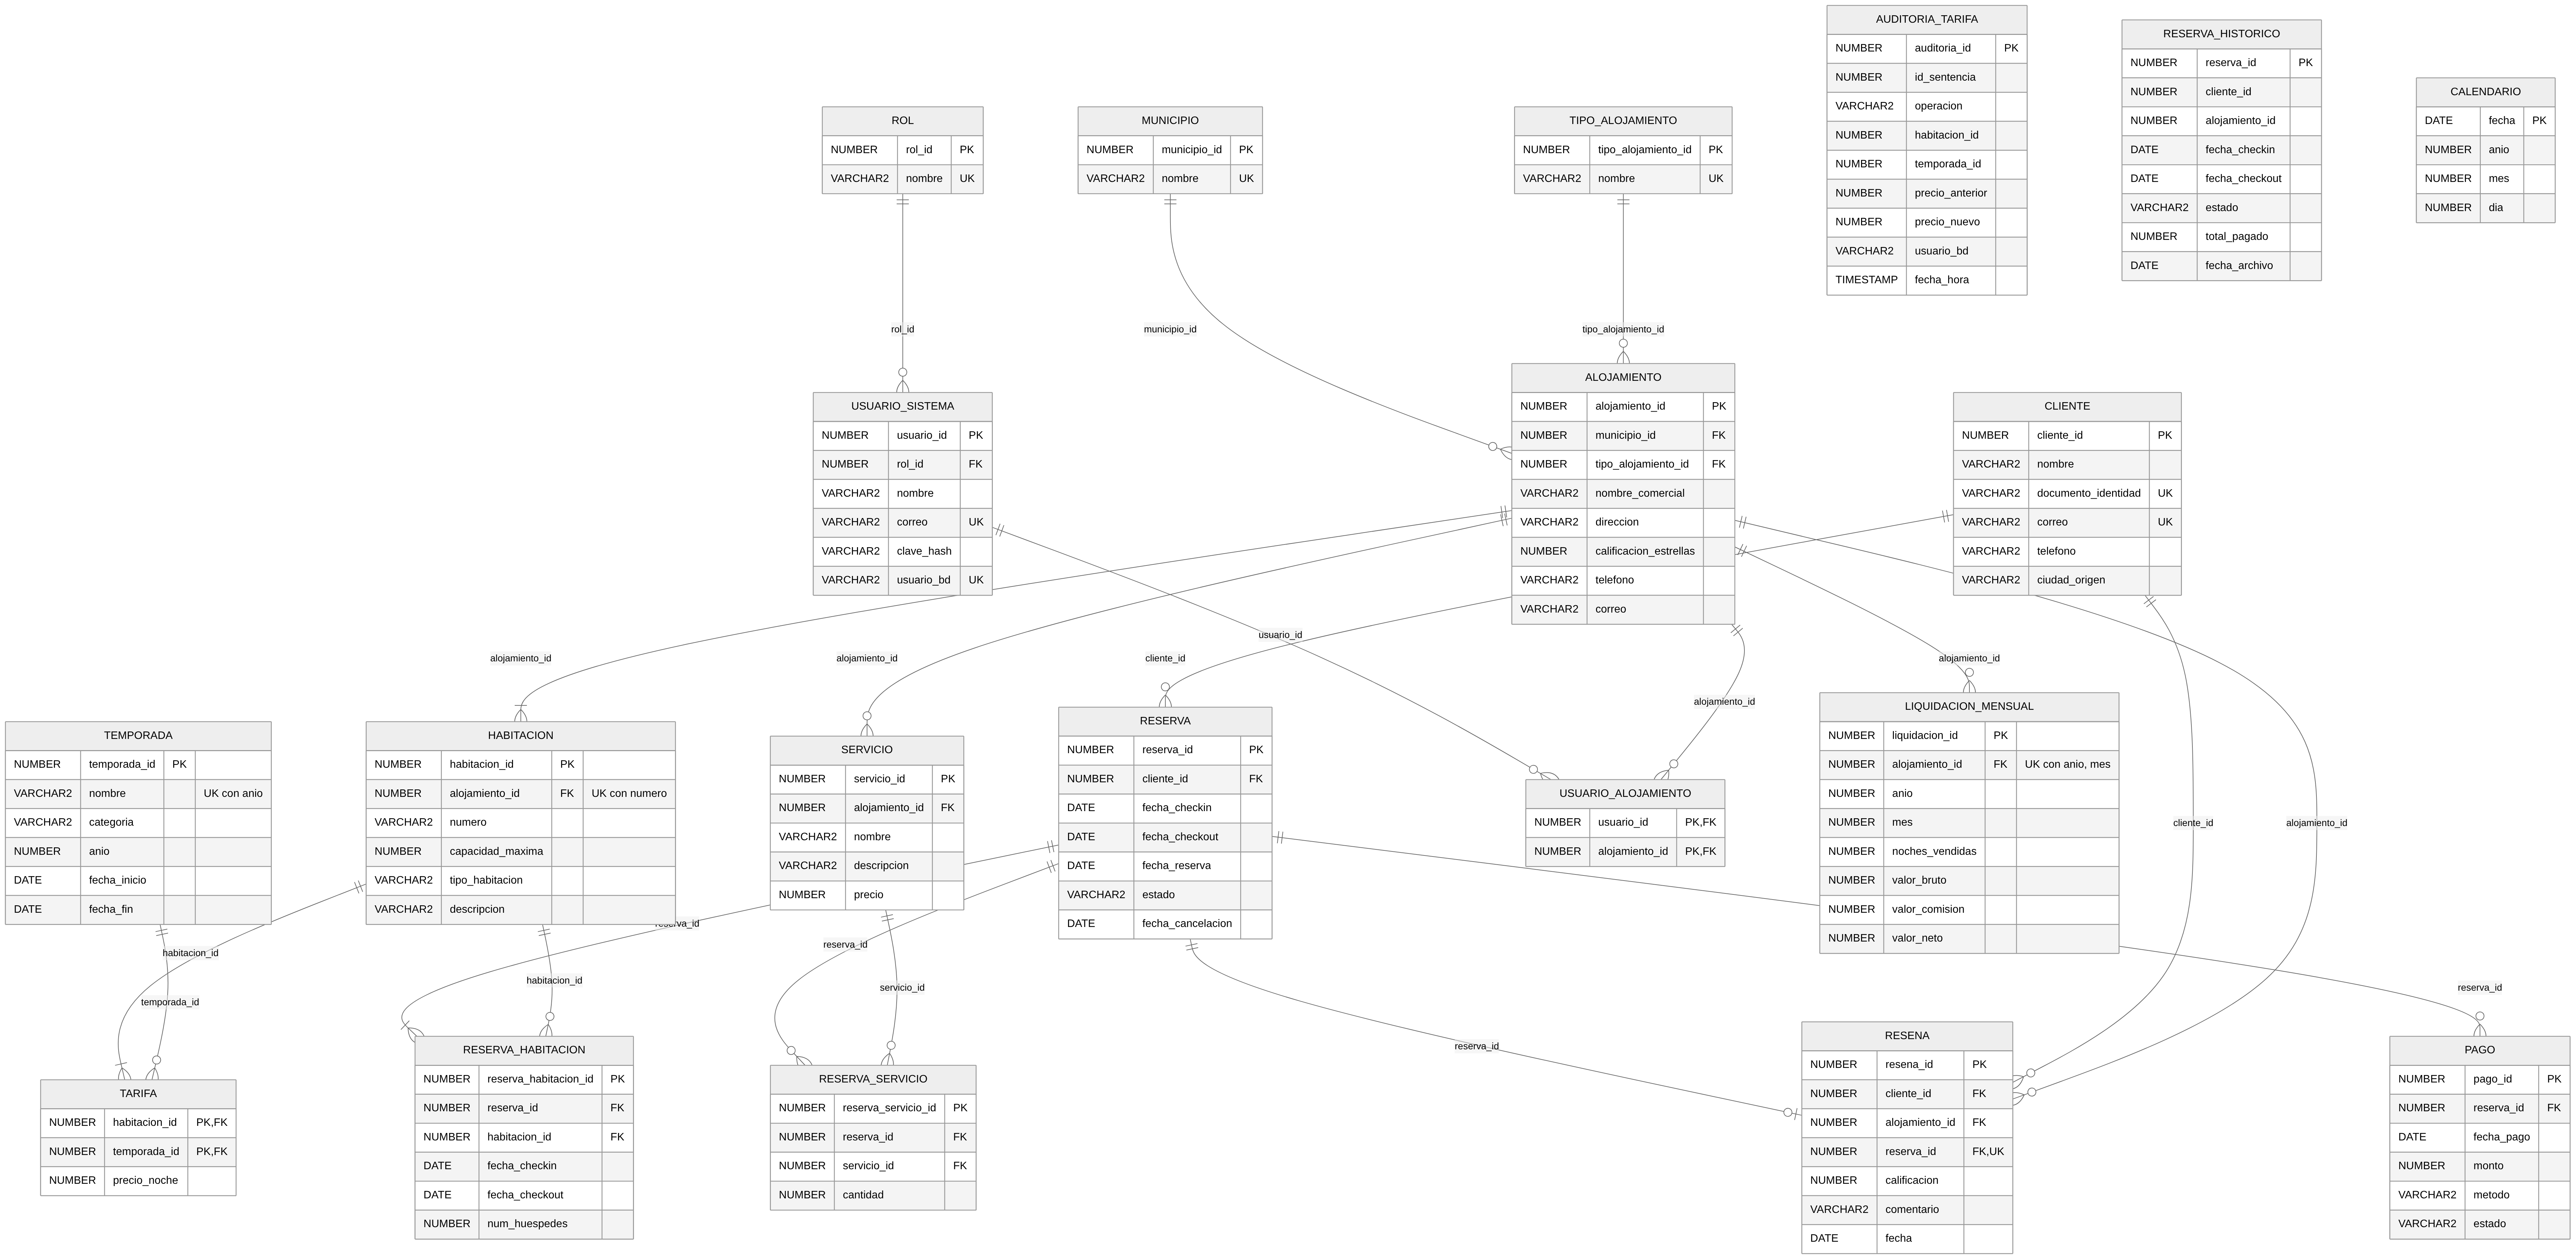 AUDITORIA_TARIFA
NUMBER auditoria_id PK
NUMBER id_sentencia
VARCHAR2 operacion
NUMBER habitacion_id
NUMBER temporada_id
NUMBER precio_anterior
NUMBER precio_nuevo
VARCHAR2 usuario_bd
TIMESTAMP fecha_hora
RESERVA_HISTORICO
NUMBER reserva_id PK
NUMBER cliente_id
NUMBER alojamiento_id
DATE fecha_checkin
DATE fecha_checkout
VARCHAR2 estado
NUMBER total_pagado
DATE fecha_archivo
CALENDARIO
DATE fecha PK
NUMBER anio
NUMBER mes
NUMBER dia
ROL
NUMBER rol_id PK
VARCHAR2 nombre UK
MUNICIPIO
NUMBER municipio_id PK
VARCHAR2 nombre UK
TIPO_ALOJAMIENTO
NUMBER tipo_alojamiento_id PK
VARCHAR2 nombre UK
rol_id
municipio_id
tipo_alojamiento_id
USUARIO_SISTEMA
NUMBER usuario_id PK
NUMBER rol_id FK
VARCHAR2 nombre
VARCHAR2 correo UK
VARCHAR2 clave_hash
VARCHAR2 usuario_bd UK
ALOJAMIENTO
NUMBER alojamiento_id PK
NUMBER municipio_id FK
NUMBER tipo_alojamiento_id FK
VARCHAR2 nombre_comercial
VARCHAR2 direccion
NUMBER calificacion_estrellas
VARCHAR2 telefono
VARCHAR2 correo
CLIENTE
NUMBER cliente_id PK
VARCHAR2 nombre
VARCHAR2 documento_identidad UK
VARCHAR2 correo UK
VARCHAR2 telefono
VARCHAR2 ciudad_origen
alojamiento_id
alojamiento_id
cliente_id
usuario_id
alojamiento_id
alojamiento_id
TEMPORADA
NUMBER temporada_id PK
VARCHAR2 nombre UK con anio
VARCHAR2 categoria
NUMBER anio
DATE fecha_inicio
DATE fecha_fin
HABITACION
NUMBER habitacion_id PK
NUMBER alojamiento_id FK UK con numero
VARCHAR2 numero
NUMBER capacidad_maxima
VARCHAR2 tipo_habitacion
VARCHAR2 descripcion
SERVICIO
NUMBER servicio_id PK
NUMBER alojamiento_id FK
VARCHAR2 nombre
VARCHAR2 descripcion
NUMBER precio
RESERVA
NUMBER reserva_id PK
NUMBER cliente_id FK
DATE fecha_checkin
DATE fecha_checkout
DATE fecha_reserva
VARCHAR2 estado
DATE fecha_cancelacion
USUARIO_ALOJAMIENTO
NUMBER usuario_id PK,FK
NUMBER alojamiento_id PK,FK
LIQUIDACION_MENSUAL
NUMBER liquidacion_id PK
NUMBER alojamiento_id FK UK con anio, mes
NUMBER anio
NUMBER mes
NUMBER noches_vendidas
NUMBER valor_bruto
NUMBER valor_comision
NUMBER valor_neto
cliente_id
alojamiento_id
habitacion_id
temporada_id
habitacion_id
reserva_id
reserva_id
servicio_id
reserva_id
reserva_id
TARIFA
NUMBER habitacion_id PK,FK
NUMBER temporada_id PK,FK
NUMBER precio_noche
RESERVA_HABITACION
NUMBER reserva_habitacion_id PK
NUMBER reserva_id FK
NUMBER habitacion_id FK
DATE fecha_checkin
DATE fecha_checkout
NUMBER num_huespedes
RESERVA_SERVICIO
NUMBER reserva_servicio_id PK
NUMBER reserva_id FK
NUMBER servicio_id FK
NUMBER cantidad
RESENA
NUMBER resena_id PK
NUMBER cliente_id FK
NUMBER alojamiento_id FK
NUMBER reserva_id FK,UK
NUMBER calificacion
VARCHAR2 comentario
DATE fecha
PAGO
NUMBER pago_id PK
NUMBER reserva_id FK
DATE fecha_pago
NUMBER monto
VARCHAR2 metodo
VARCHAR2 estado